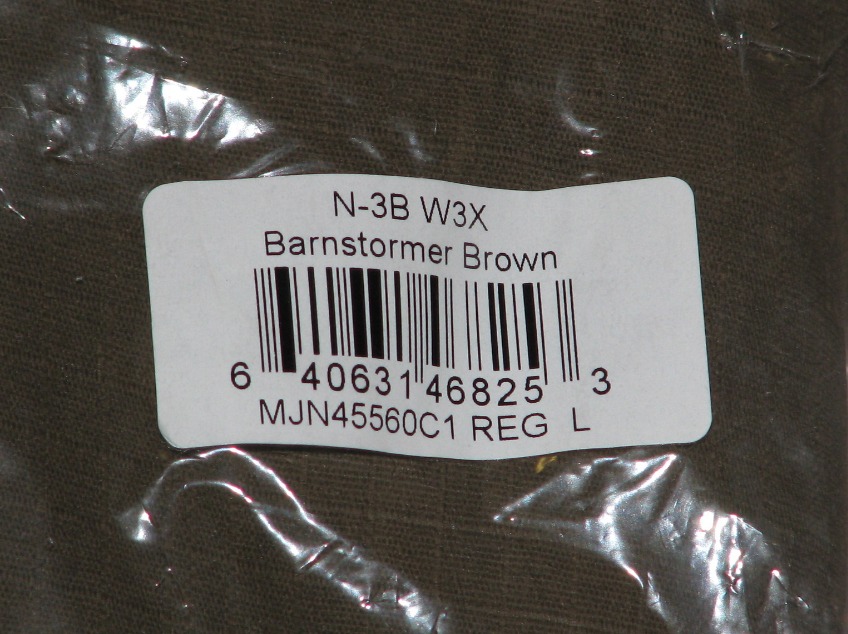 N-3B W3X
Barnstormer Brown
6 40631 46825 3
MJN45560C1 REG L